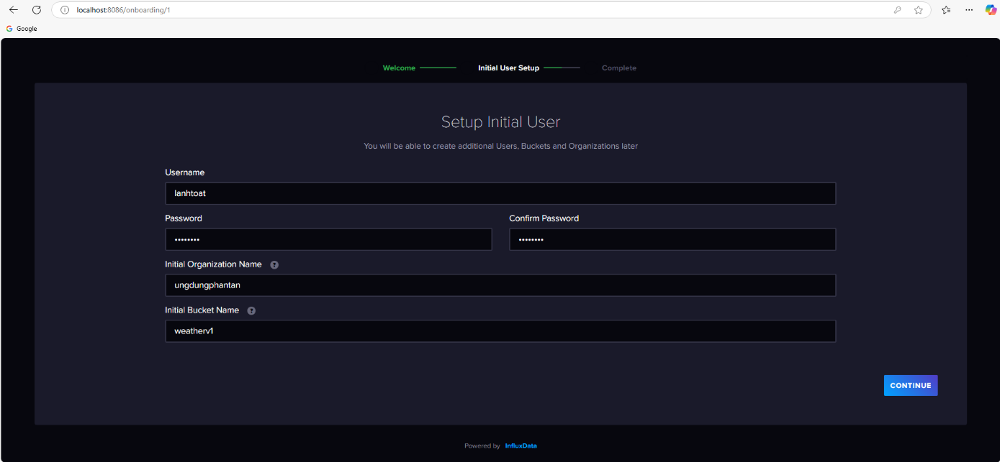 localhost:8086/onboarding/1
Google
Welcome Initial User Setup Complete
Setup Initial User
You will be able to create additional Users, Buckets and Organizations later
Username
lanhtoat
Password Confirm Password
•••••••• ••••••••
Initial Organization Name ?
ungdungphantan
Initial Bucket Name ?
weatherv1
CONTINUE
Powered by InfluxData